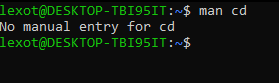 lexot@DESKTOP-TBI95IT:~$ man cd
No manual entry for cd
lexot@DESKTOP-TBI95IT:~$